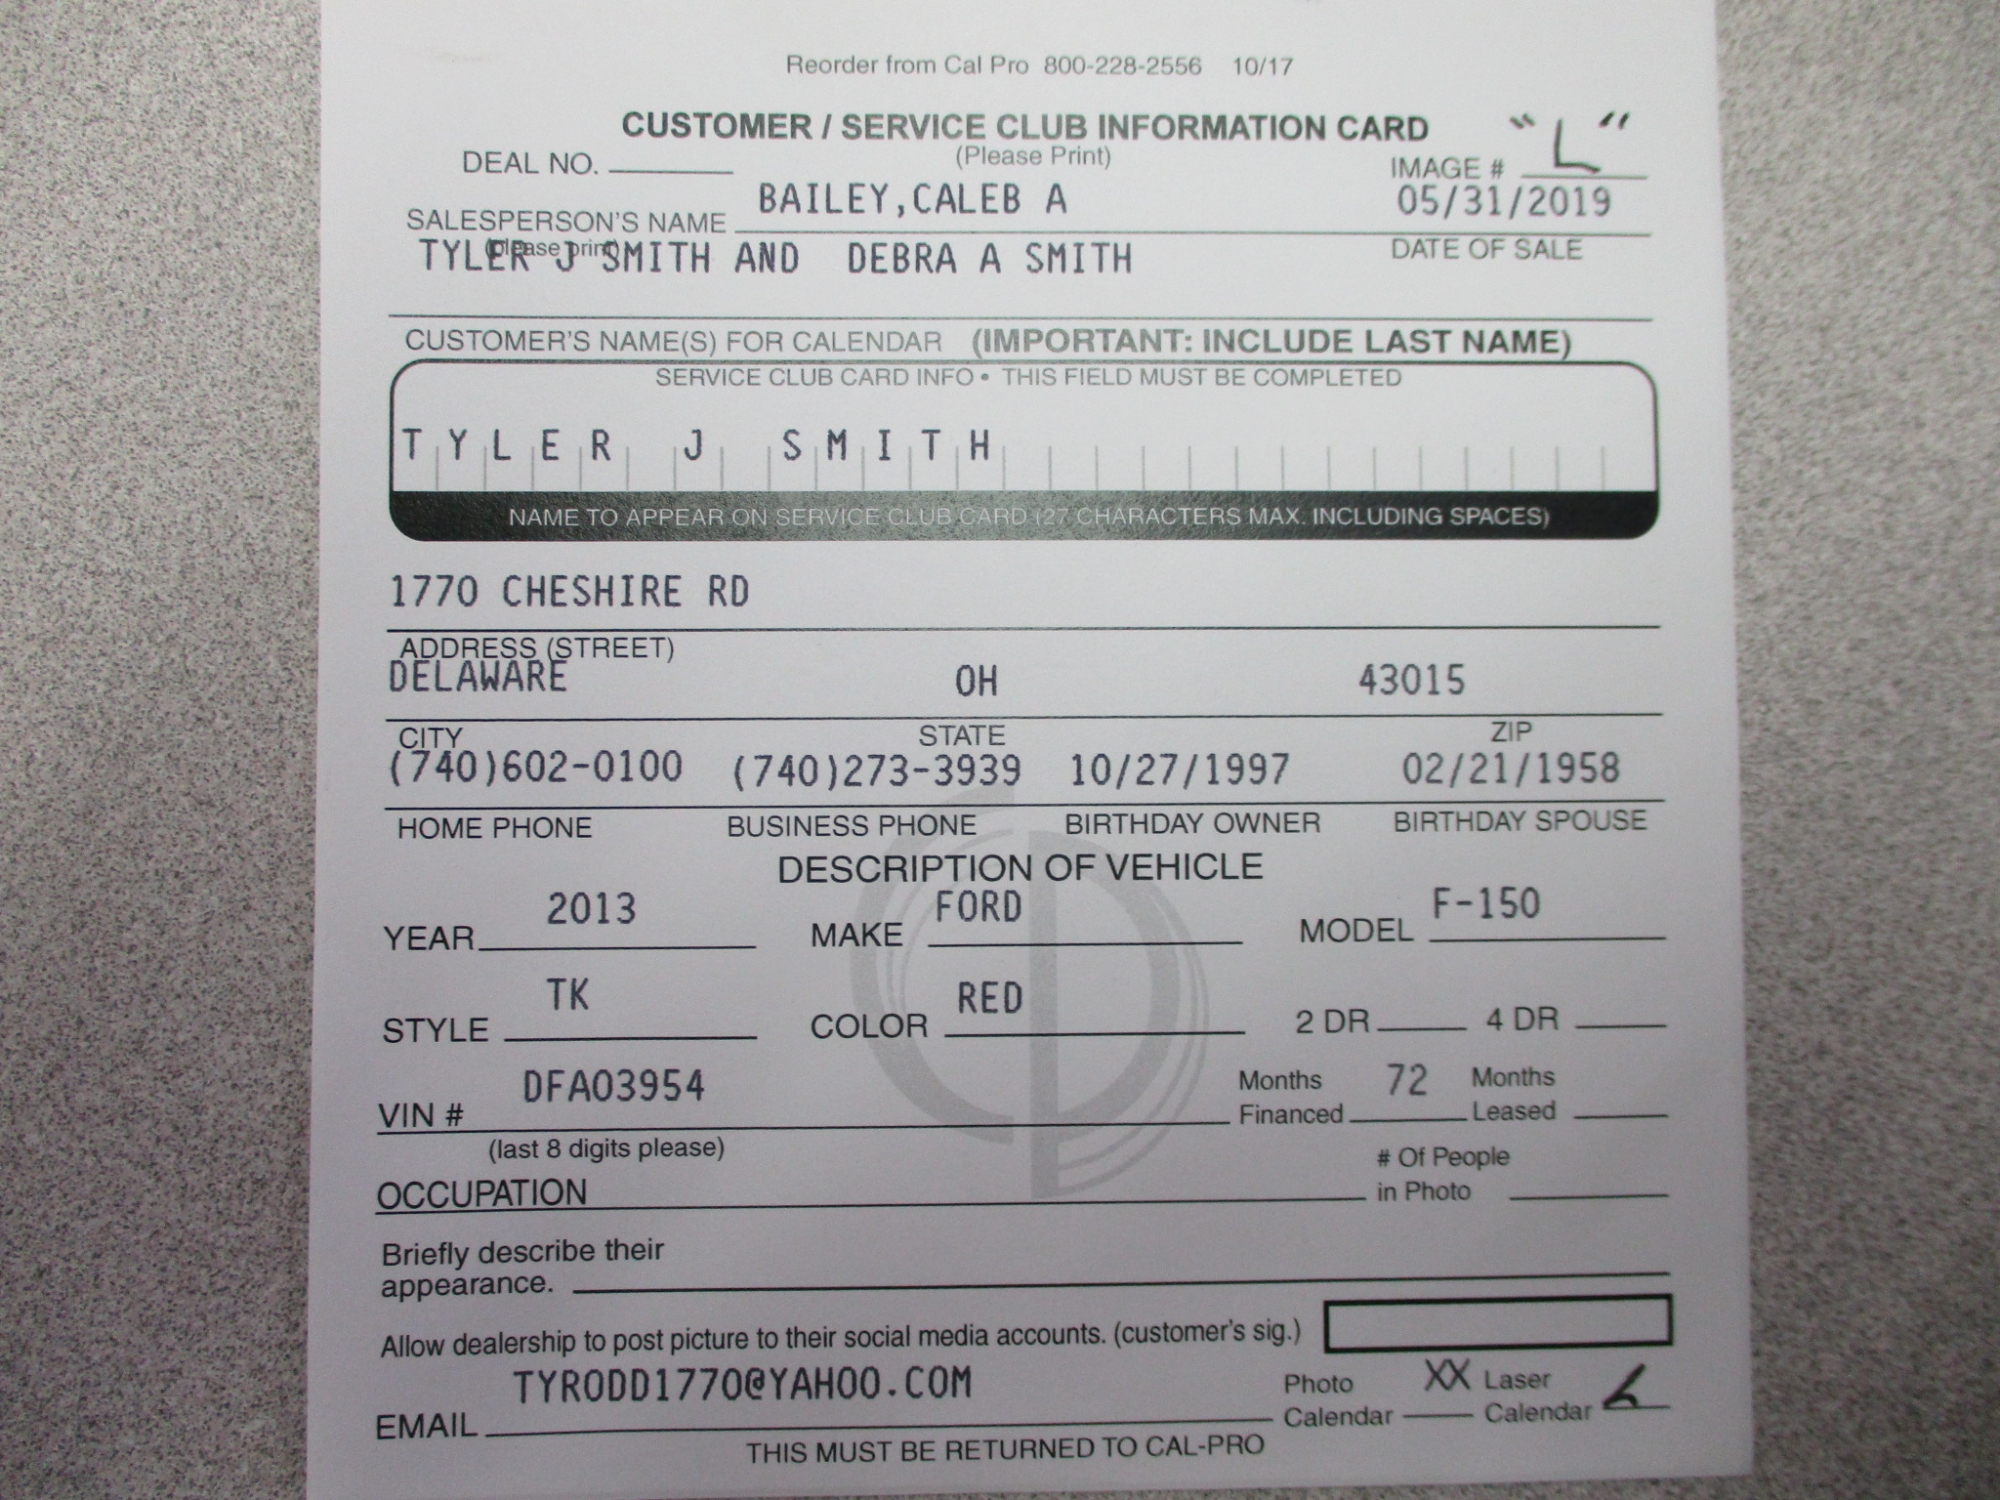 Reorder from Cal Pro 800-228-2556 10/17
CUSTOMER / SERVICE CLUB INFORMATION CARD
(Please Print)
DEAL NO. IMAGE # "L"
SALESPERSON'S NAME BAILEY,CALEB A 05/31/2019
(please print) DATE OF SALE
TYLER J SMITH AND DEBRA A SMITH
CUSTOMER'S NAME(S) FOR CALENDAR (IMPORTANT: INCLUDE LAST NAME)
SERVICE CLUB CARD INFO • THIS FIELD MUST BE COMPLETED
TYLER J SMITH
NAME TO APPEAR ON SERVICE CLUB CARD (27 CHARACTERS MAX. INCLUDING SPACES)
1770 CHESHIRE RD
ADDRESS (STREET)
DELAWARE OH 43015
CITY STATE ZIP
(740)602-0100 (740)273-3939 10/27/1997 02/21/1958
HOME PHONE BUSINESS PHONE BIRTHDAY OWNER BIRTHDAY SPOUSE
DESCRIPTION OF VEHICLE
YEAR 2013 MAKE FORD MODEL F-150
STYLE TK COLOR RED 2 DR 4 DR
VIN # DFA03954 Months Financed 72 Months Leased
(last 8 digits please)
OCCUPATION # Of People in Photo
Briefly describe their
appearance.
Allow dealership to post picture to their social media accounts. (customer's sig.)
EMAIL TYRODD1770@YAHOO.COM Photo Calendar XX Laser Calendar
THIS MUST BE RETURNED TO CAL-PRO